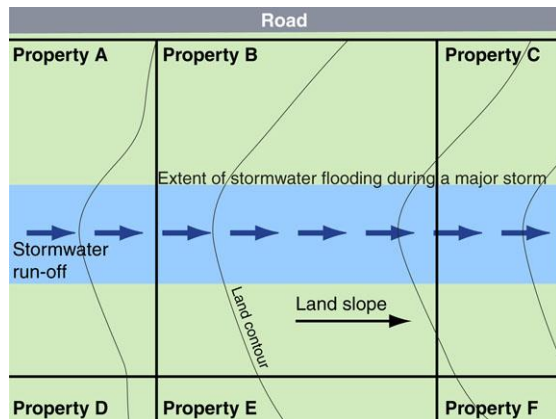 Road
Property A
Property B
Property C
Extent of stormwater flooding during a major storm
Stormwater
run-off
Land contour
Land slope
Property D
Property E
Property F